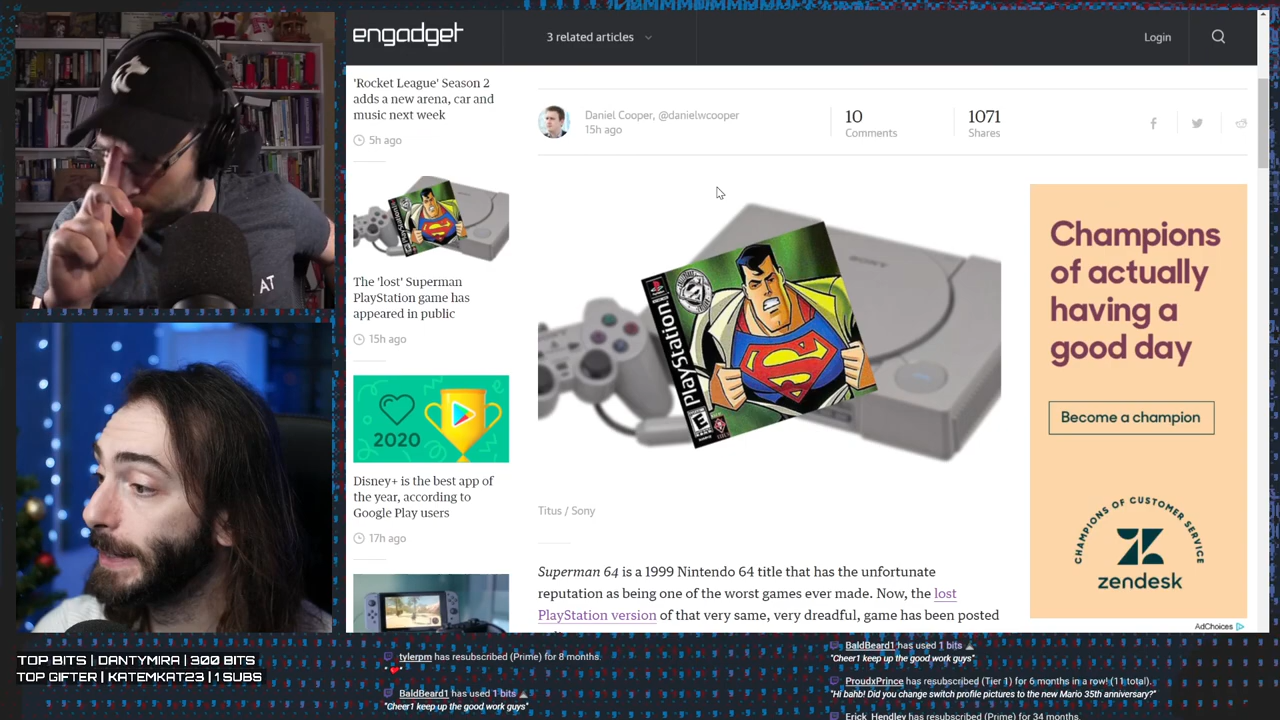 engadget
3 related articles
Login
'Rocket League' Season 2
adds a new arena, car and
music next week
5h ago
Daniel Cooper, @danielwcooper
15h ago
10
Comments
1071
Shares
PlayStation
SONY
PlayStation
The 'lost' Superman
PlayStation game has
appeared in public
15h ago
2020
Disney+ is the best app of
the year, according to
Google Play users
17h ago
Titus / Sony
Superman 64 is a 1999 Nintendo 64 title that has the unfortunate
reputation as being one of the worst games ever made. Now, the lost
PlayStation version of that very same, very dreadful, game has been posted
Champions
of actually
having a
good day
Become a champion
CHAMPIONS OF CUSTOMER SERVICE
zendesk
AdChoices
AT
TOP BITS | DANTYMIRA | 300 BITS
TOP GIFTER | KATEMKAT23 | 1 SUBS
tylerpm has resubscribed (Prime) for 8 months.
BaldBeard1 has used 1 bits
"Cheer1 keep up the good work guys"
BaldBeard1 has used 1 bits
"Cheer1 keep up the good work guys"
ProudxPrince has resubscribed (Tier 1) for 6 months in a row! (11 total).
"Hi bahb! Did you change switch profile pictures to the new Mario 35th anniversary?"
Erick_Hendley has resubscribed (Prime) for 34 months.